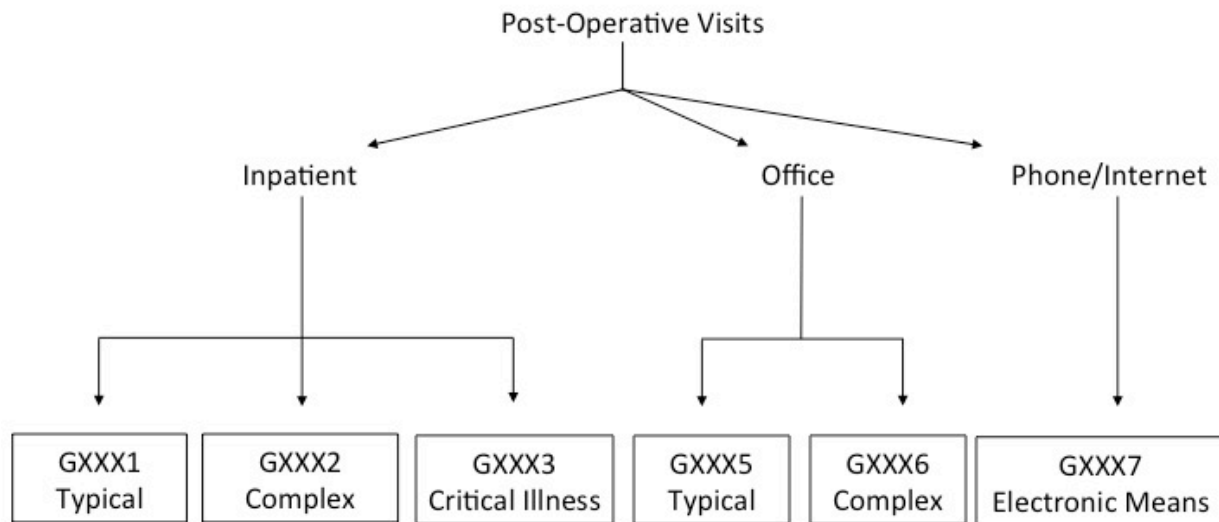 Post-Operative Visits
Inpatient
Office
Phone/Internet
GXXX1
Typical
GXXX2
Complex
GXXX3
Critical Illness
GXXX5
Typical
GXXX6
Complex
GXXX7
Electronic Means